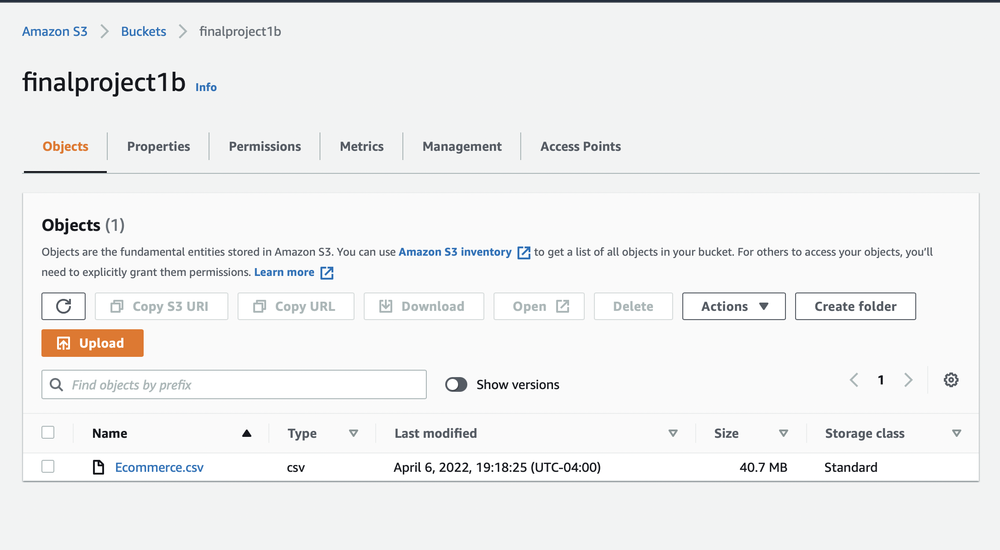 Amazon S3 Buckets finalproject1b
finalproject1b Info
Objects Properties Permissions Metrics Management Access Points
Objects (1)
Objects are the fundamental entities stored in Amazon S3. You can use Amazon S3 inventory to get a list of all objects in your bucket. For others to access your objects, you'll
need to explicitly grant them permissions. Learn more
Copy S3 URI Copy URL Download Open Delete Actions Create folder
Upload
Find objects by prefix Show versions 1
Name Type Last modified Size Storage class
Ecommerce.csv csv April 6, 2022, 19:18:25 (UTC-04:00) 40.7 MB Standard